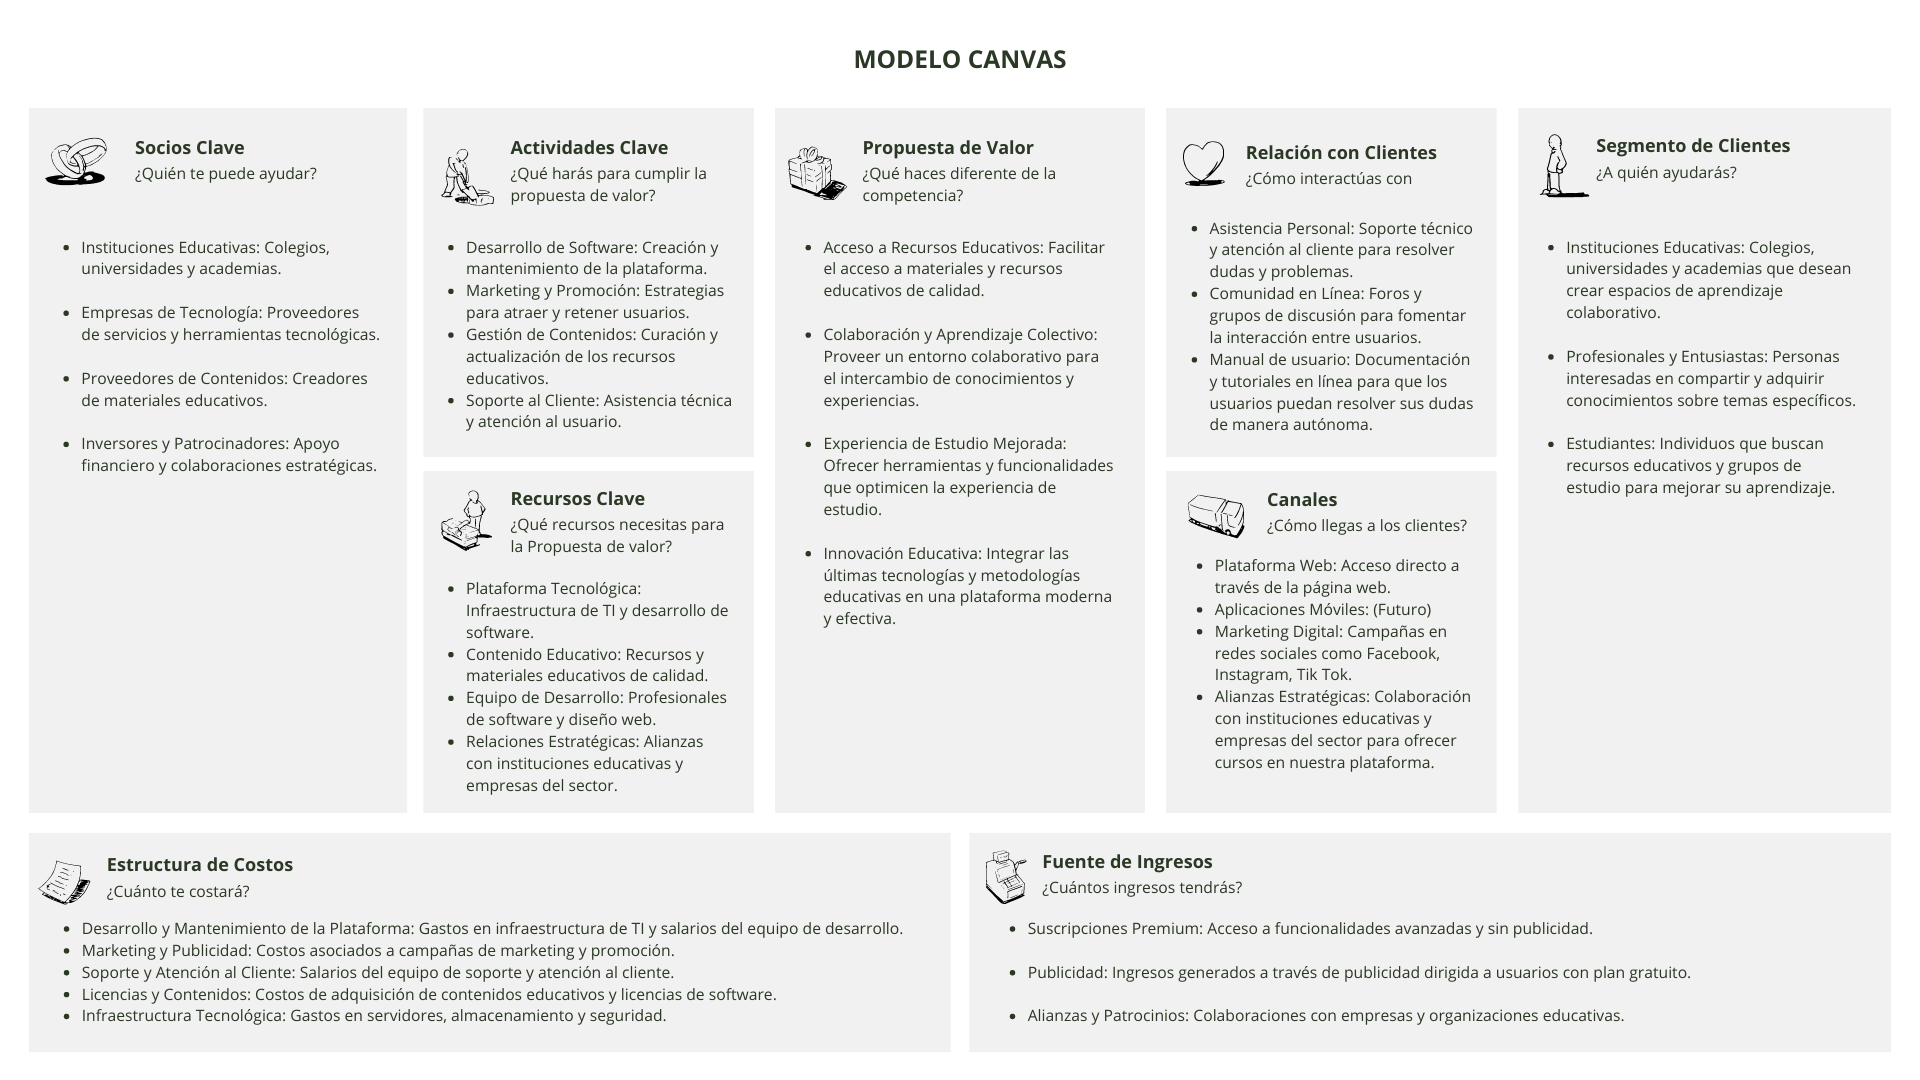 MODELO CANVAS
Socios Clave
¿Quién te puede ayudar?
• Instituciones Educativas: Colegios,
universidades y academias.
• Empresas de Tecnología: Proveedores
de servicios y herramientas tecnológicas.
• Proveedores de Contenidos: Creadores
de materiales educativos.
• Inversores y Patrocinadores: Apoyo
financiero y colaboraciones estratégicas.
Actividades Clave
¿Qué harás para cumplir la
propuesta de valor?
• Desarrollo de Software: Creación y
mantenimiento de la plataforma.
• Marketing y Promoción: Estrategias
para atraer y retener usuarios.
• Gestión de Contenidos: Curación y
actualización de los recursos
educativos.
• Soporte al Cliente: Asistencia técnica
y atención al usuario.
Recursos Clave
¿Qué recursos necesitas para
la Propuesta de valor?
• Plataforma Tecnológica:
Infraestructura de TI y desarrollo de
software.
• Contenido Educativo: Recursos y
materiales educativos de calidad.
• Equipo de Desarrollo: Profesionales
de software y diseño web.
• Relaciones Estratégicas: Alianzas
con instituciones educativas y
empresas del sector.
Propuesta de Valor
¿Qué haces diferente de la
competencia?
• Acceso a Recursos Educativos: Facilitar
el acceso a materiales y recursos
educativos de calidad.
• Colaboración y Aprendizaje Colectivo:
Proveer un entorno colaborativo para
el intercambio de conocimientos y
experiencias.
• Experiencia de Estudio Mejorada:
Ofrecer herramientas y funcionalidades
que optimicen la experiencia de
estudio.
• Innovación Educativa: Integrar las
últimas tecnologías y metodologías
educativas en una plataforma moderna
y efectiva.
Relación con Clientes
¿Cómo interactúas con
• Asistencia Personal: Soporte técnico
y atención al cliente para resolver
dudas y problemas.
• Comunidad en Línea: Foros y
grupos de discusión para fomentar
la interacción entre usuarios.
• Manual de usuario: Documentación
y tutoriales en línea para que los
usuarios puedan resolver sus dudas
de manera autónoma.
Canales
¿Cómo llegas a los clientes?
• Plataforma Web: Acceso directo a
través de la página web.
• Aplicaciones Móviles: (Futuro)
• Marketing Digital: Campañas en
redes sociales como Facebook,
Instagram, Tik Tok.
• Alianzas Estratégicas: Colaboración
con instituciones educativas y
empresas del sector para ofrecer
cursos en nuestra plataforma.
Segmento de Clientes
¿A quién ayudarás?
• Instituciones Educativas: Colegios,
universidades y academias que desean
crear espacios de aprendizaje
colaborativo.
• Profesionales y Entusiastas: Personas
interesadas en compartir y adquirir
conocimientos sobre temas específicos.
• Estudiantes: Individuos que buscan
recursos educativos y grupos de
estudio para mejorar su aprendizaje.
Estructura de Costos
¿Cuánto te costará?
• Desarrollo y Mantenimiento de la Plataforma: Gastos en infraestructura de TI y salarios del equipo de desarrollo.
• Marketing y Publicidad: Costos asociados a campañas de marketing y promoción.
• Soporte y Atención al Cliente: Salarios del equipo de soporte y atención al cliente.
• Licencias y Contenidos: Costos de adquisición de contenidos educativos y licencias de software.
• Infraestructura Tecnológica: Gastos en servidores, almacenamiento y seguridad.
Fuente de Ingresos
¿Cuántos ingresos tendrás?
• Suscripciones Premium: Acceso a funcionalidades avanzadas y sin publicidad.
• Publicidad: Ingresos generados a través de publicidad dirigida a usuarios con plan gratuito.
• Alianzas y Patrocinios: Colaboraciones con empresas y organizaciones educativas.